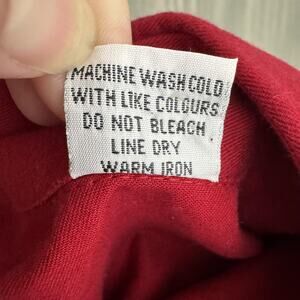 MACHINE WASH COLD
WITH LIKE COLOURS
DO NOT BLEACH
LINE DRY
WARM IRON